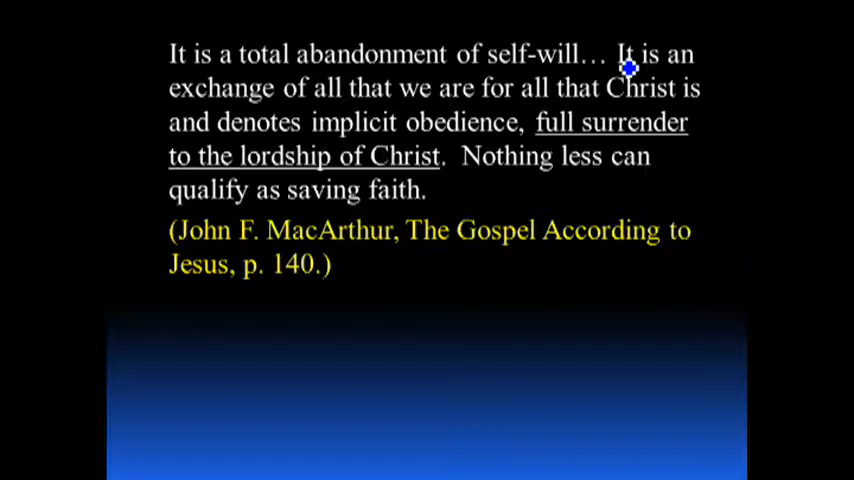 It is a total abandonment of self-will… It is an
exchange of all that we are for all that Christ is
and denotes implicit obedience, full surrender
to the lordship of Christ. Nothing less can
qualify as saving faith.
(John F. MacArthur, The Gospel According to
Jesus, p. 140.)